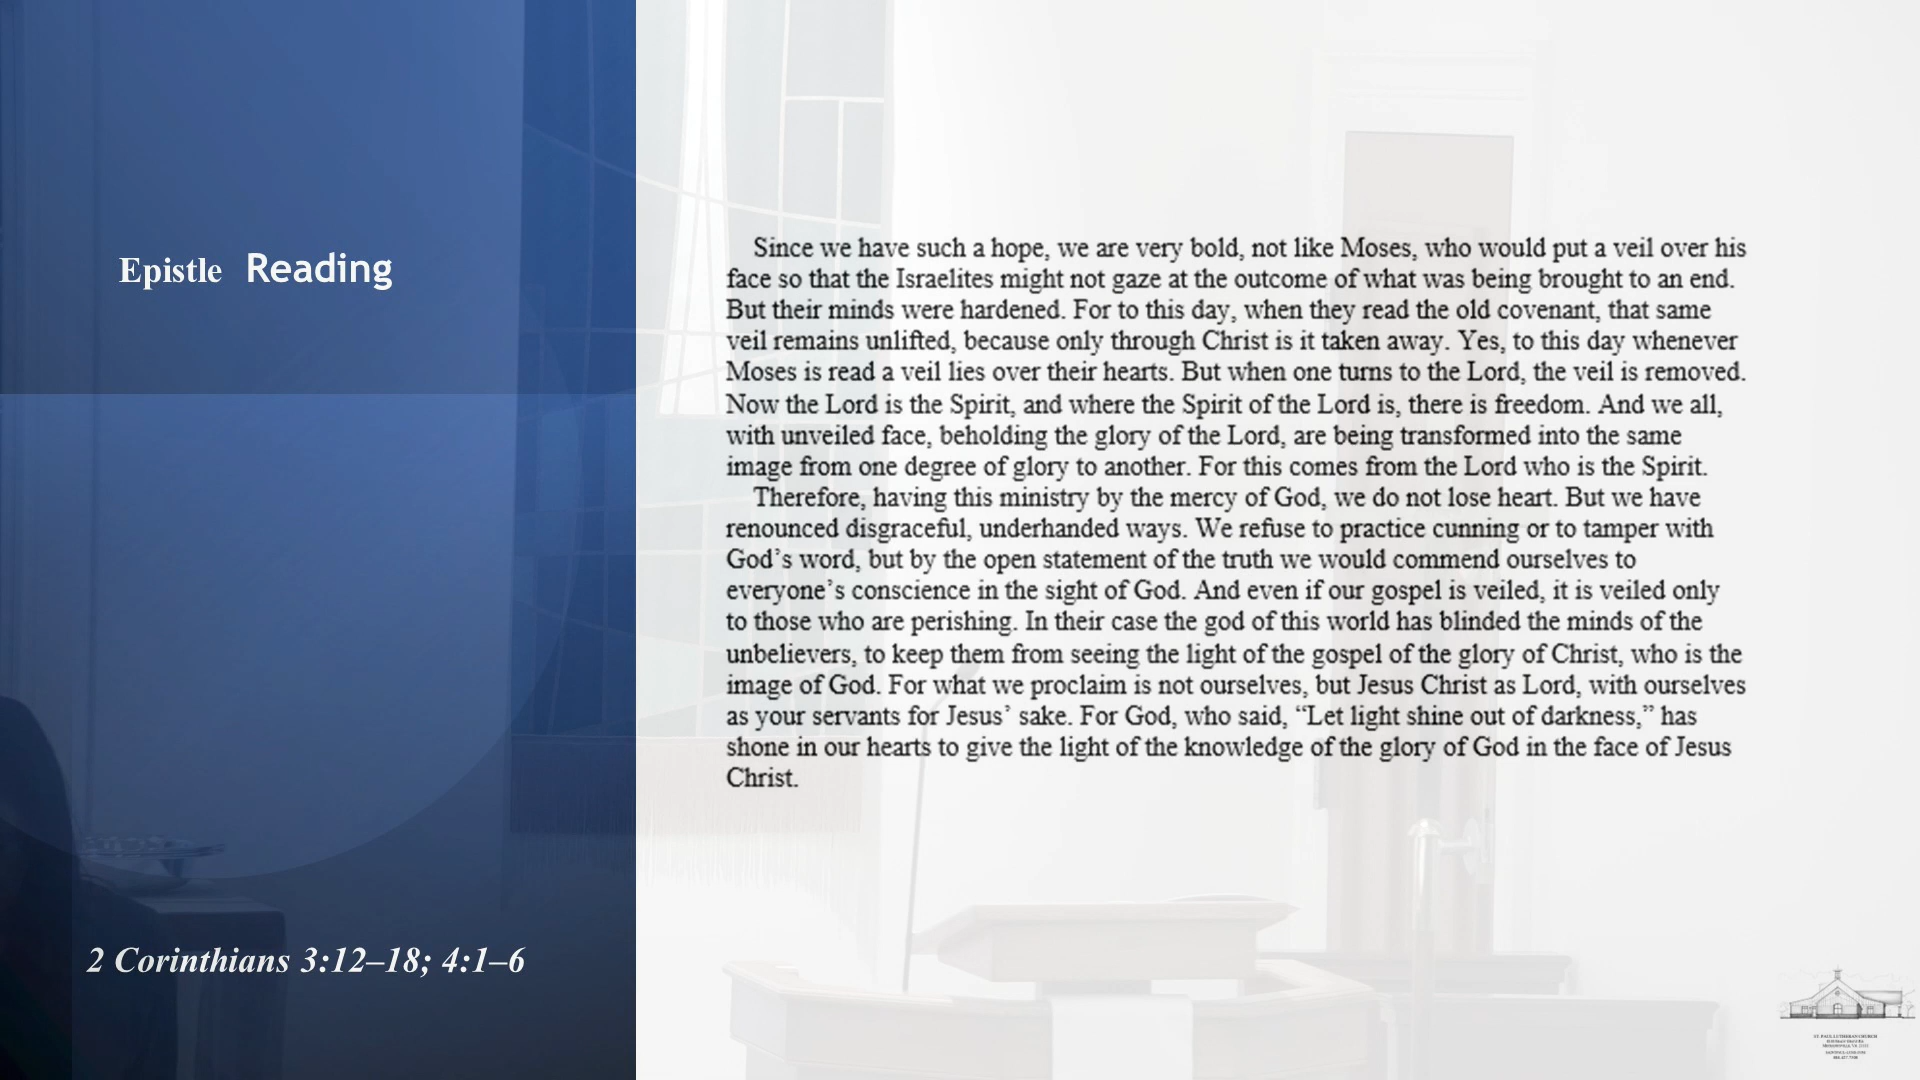 Epistle Reading
2 Corinthians 3:12–18; 4:1–6
Since we have such a hope, we are very bold, not like Moses, who would put a veil over his
face so that the Israelites might not gaze at the outcome of what was being brought to an end.
But their minds were hardened. For to this day, when they read the old covenant, that same
veil remains unlifted, because only through Christ is it taken away. Yes, to this day whenever
Moses is read a veil lies over their hearts. But when one turns to the Lord, the veil is removed.
Now the Lord is the Spirit, and where the Spirit of the Lord is, there is freedom. And we all,
with unveiled face, beholding the glory of the Lord, are being transformed into the same
image from one degree of glory to another. For this comes from the Lord who is the Spirit.
Therefore, having this ministry by the mercy of God, we do not lose heart. But we have
renounced disgraceful, underhanded ways. We refuse to practice cunning or to tamper with
God’s word, but by the open statement of the truth we would commend ourselves to
everyone’s conscience in the sight of God. And even if our gospel is veiled, it is veiled only
to those who are perishing. In their case the god of this world has blinded the minds of the
unbelievers, to keep them from seeing the light of the gospel of the glory of Christ, who is the
image of God. For what we proclaim is not ourselves, but Jesus Christ as Lord, with ourselves
as your servants for Jesus’ sake. For God, who said, “Let light shine out of darkness,” has
shone in our hearts to give the light of the knowledge of the glory of God in the face of Jesus
Christ.
ST. PAUL LUTHERAN CHURCH